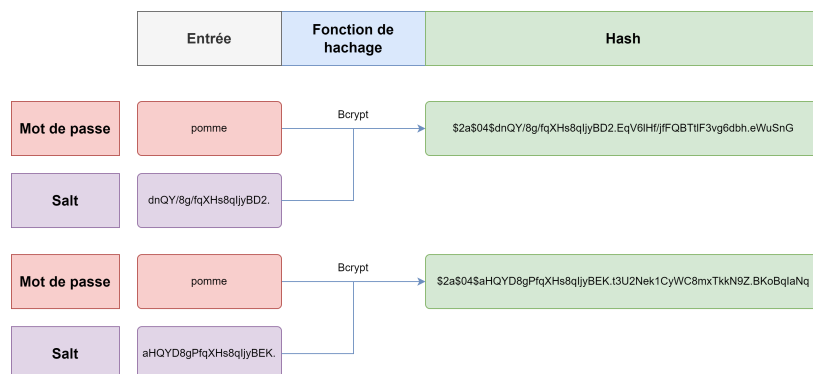 Entrée
Fonction de
hachage
Hash
Mot de passe
pomme
Bcrypt
$2a$04$dnQY/8g/fqXHs8qIjyBD2.EqV6lHf/jfFQBTtlF3vg6dbh.eWuSnG
Salt
dnQY/8g/fqXHs8qIjyBD2.
Mot de passe
pomme
Bcrypt
$2a$04$aHQYD8gPfqXHs8qIjyBEK.t3U2Nek1CyWC8mxTkkN9Z.BKoBqIaNq
Salt
aHQYD8gPfqXHs8qIjyBEK.